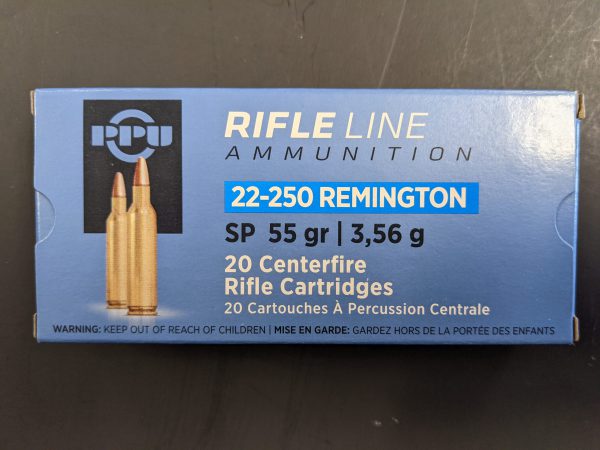 PPU
RIFLE LINE
AMMUNITION
22-250 REMINGTON
SP 55 gr | 3,56 g
20 Centerfire
Rifle Cartridges
20 Cartouches À Percussion Centrale
WARNING: KEEP OUT OF REACH OF CHILDREN | MISE EN GARDE: GARDEZ HORS DE LA PORTÉE DES ENFANTS